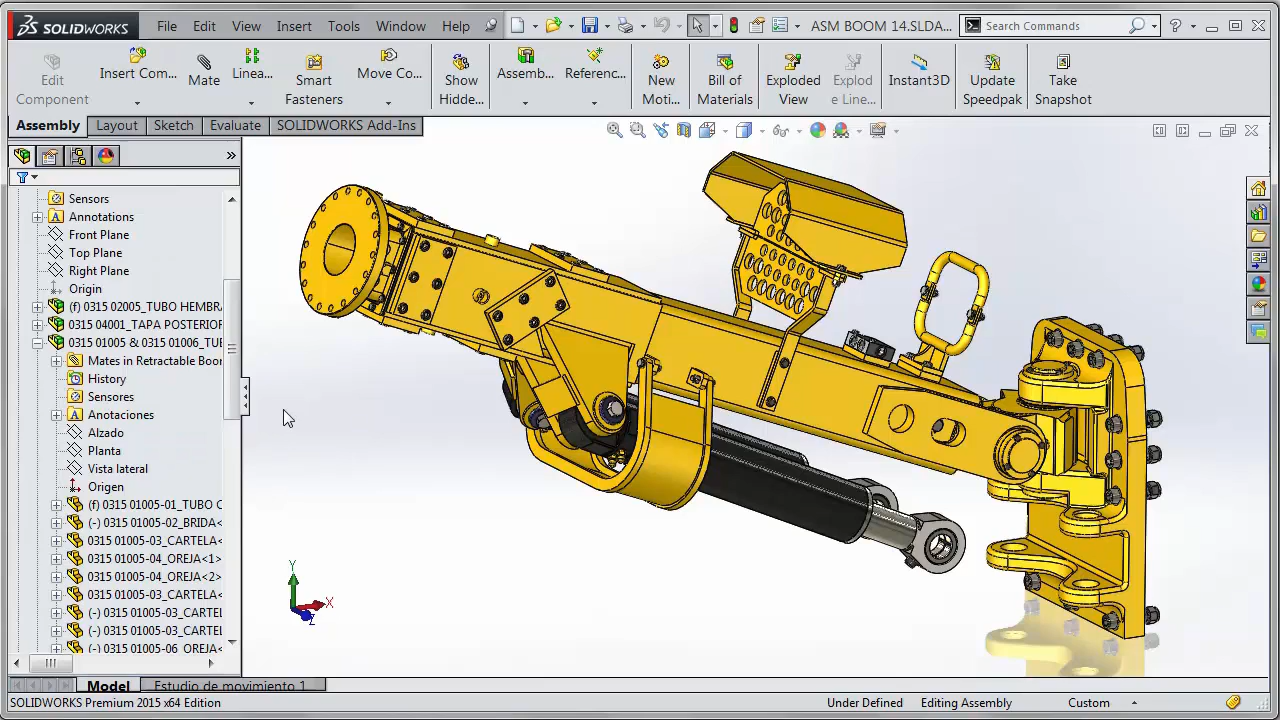 SOLIDWORKS File Edit View Insert Tools Window Help ASM BOOM 14.SLDA... Search Commands
Edit Component
Insert Com...
Mate
Linea...
Smart Fasteners
Move Co...
Show Hidde...
Assemb...
Referenc...
New Moti...
Bill of Materials
Exploded View
Explod e Line...
Instant3D
Update Speedpak
Take Snapshot
Assembly Layout Sketch Evaluate SOLIDWORKS Add-Ins
Sensors
Annotations
Front Plane
Top Plane
Right Plane
Origin
(f) 0315 02005_TUBO HEMBRA
0315 04001_TAPA POSTERIOR
0315 01005 & 0315 01006_TUB
Mates in Retractable Boom
History
Sensores
Anotaciones
Alzado
Planta
Vista lateral
Origen
(f) 0315 01005-01_TUBO C
(-) 0315 01005-02_BRIDA<
0315 01005-03_CARTELA<
0315 01005-04_OREJA<1>
0315 01005-04_OREJA<2>
0315 01005-03_CARTELA<
(-) 0315 01005-03_CARTEL
(-) 0315 01005-03_CARTEL
(-) 0315 01005-06_OREJA<
Y
X
Z
Model Estudio de movimiento 1
SOLIDWORKS Premium 2015 x64 Edition Under Defined Editing Assembly Custom